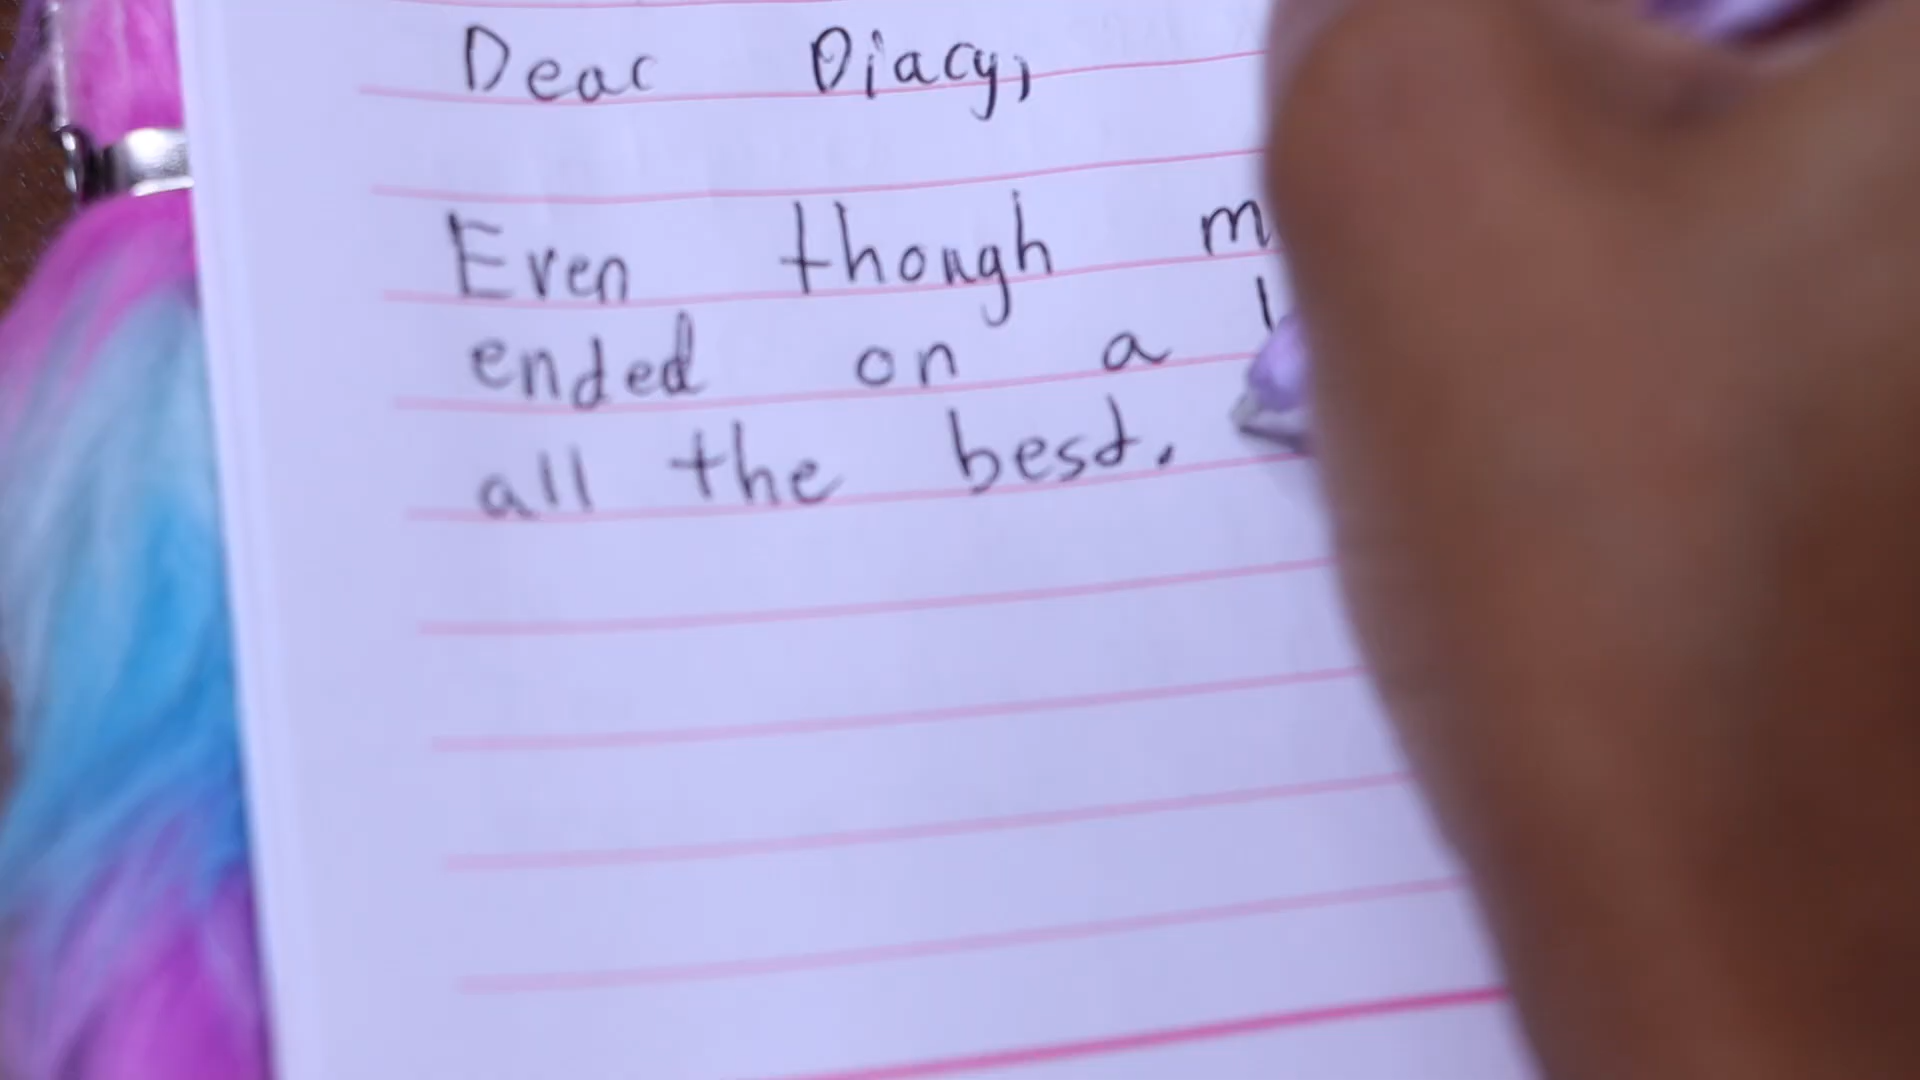 Dear Diary,
Even though
ended on a
all the best.